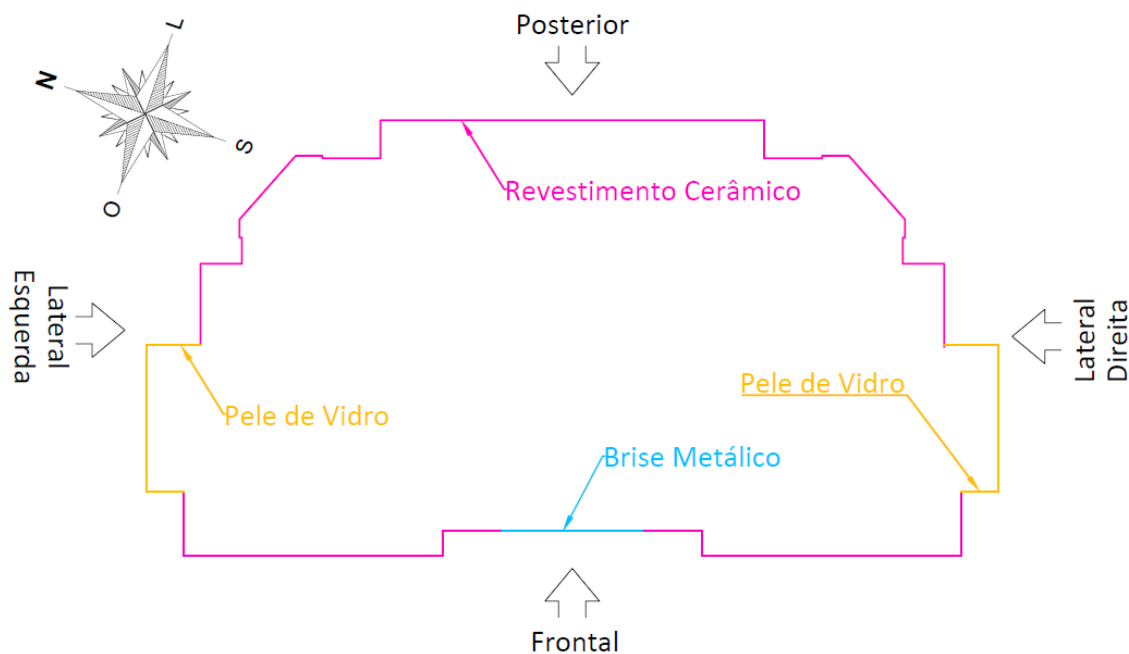 Posterior
L
N
S
O
Revestimento Cerâmico
Lateral
Esquerda
Lateral
Direita
Pele de Vidro
Pele de Vidro
Brise Metálico
Frontal